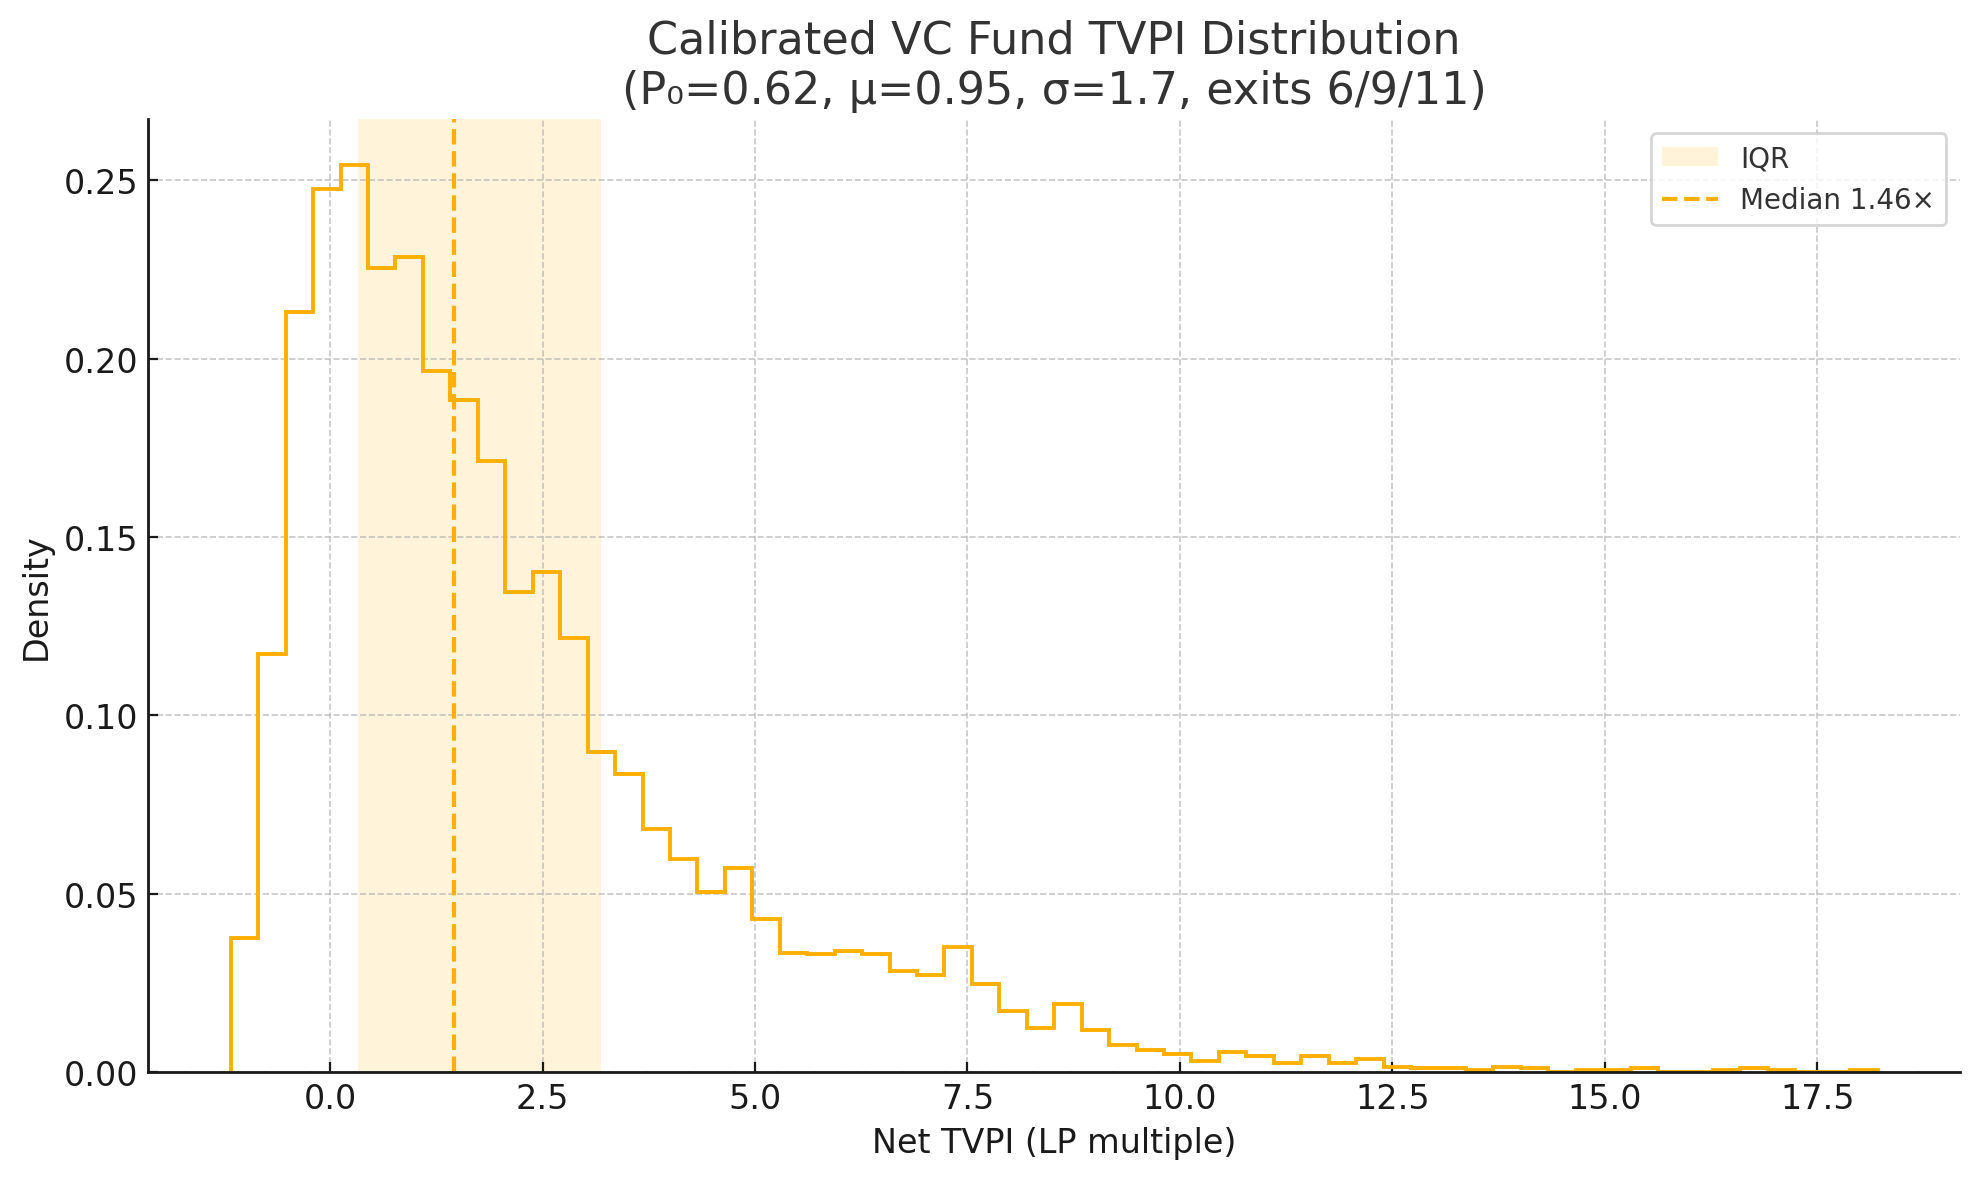 Calibrated VC Fund TVPI Distribution
(P₀=0.62, μ=0.95, σ=1.7, exits 6/9/11)
IQR
Median 1.46×
Density
0.25
0.20
0.15
0.10
0.05
0.00
0.0 2.5 5.0 7.5 10.0 12.5 15.0 17.5
Net TVPI (LP multiple)